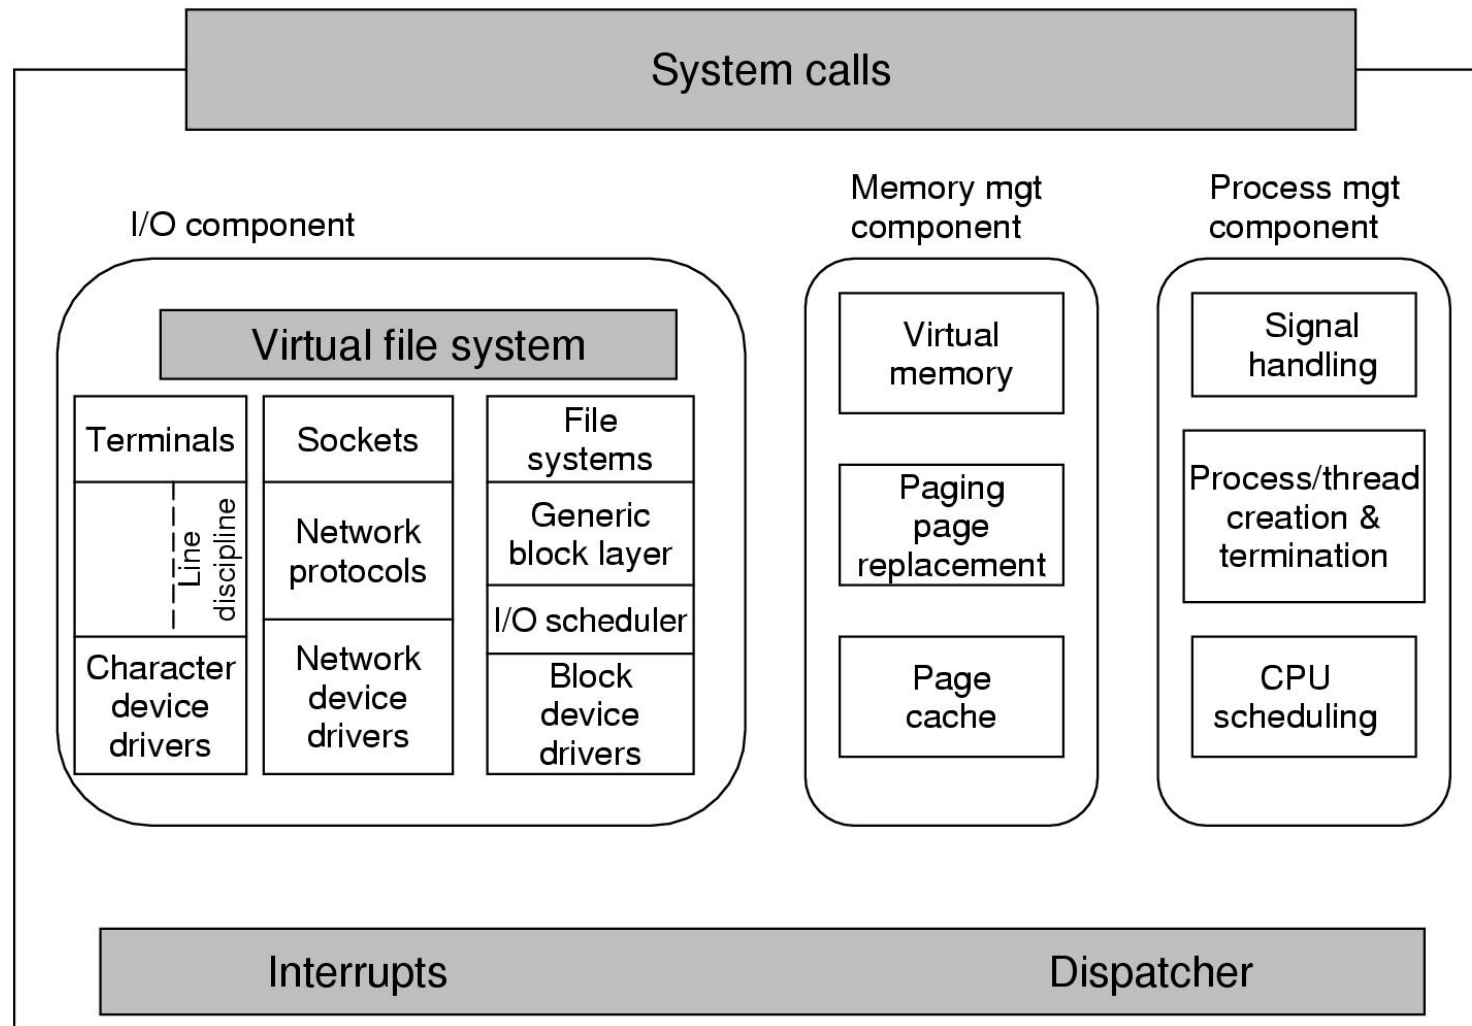 System calls
I/O component
Memory mgt
component
Process mgt
component
Virtual file system
Terminals
Line
discipline
Character
device
drivers
Sockets
Network
protocols
Network
device
drivers
File
systems
Generic
block layer
I/O scheduler
Block
device
drivers
Virtual
memory
Paging
page
replacement
Page
cache
Signal
handling
Process/thread
creation &
termination
CPU
scheduling
Interrupts
Dispatcher